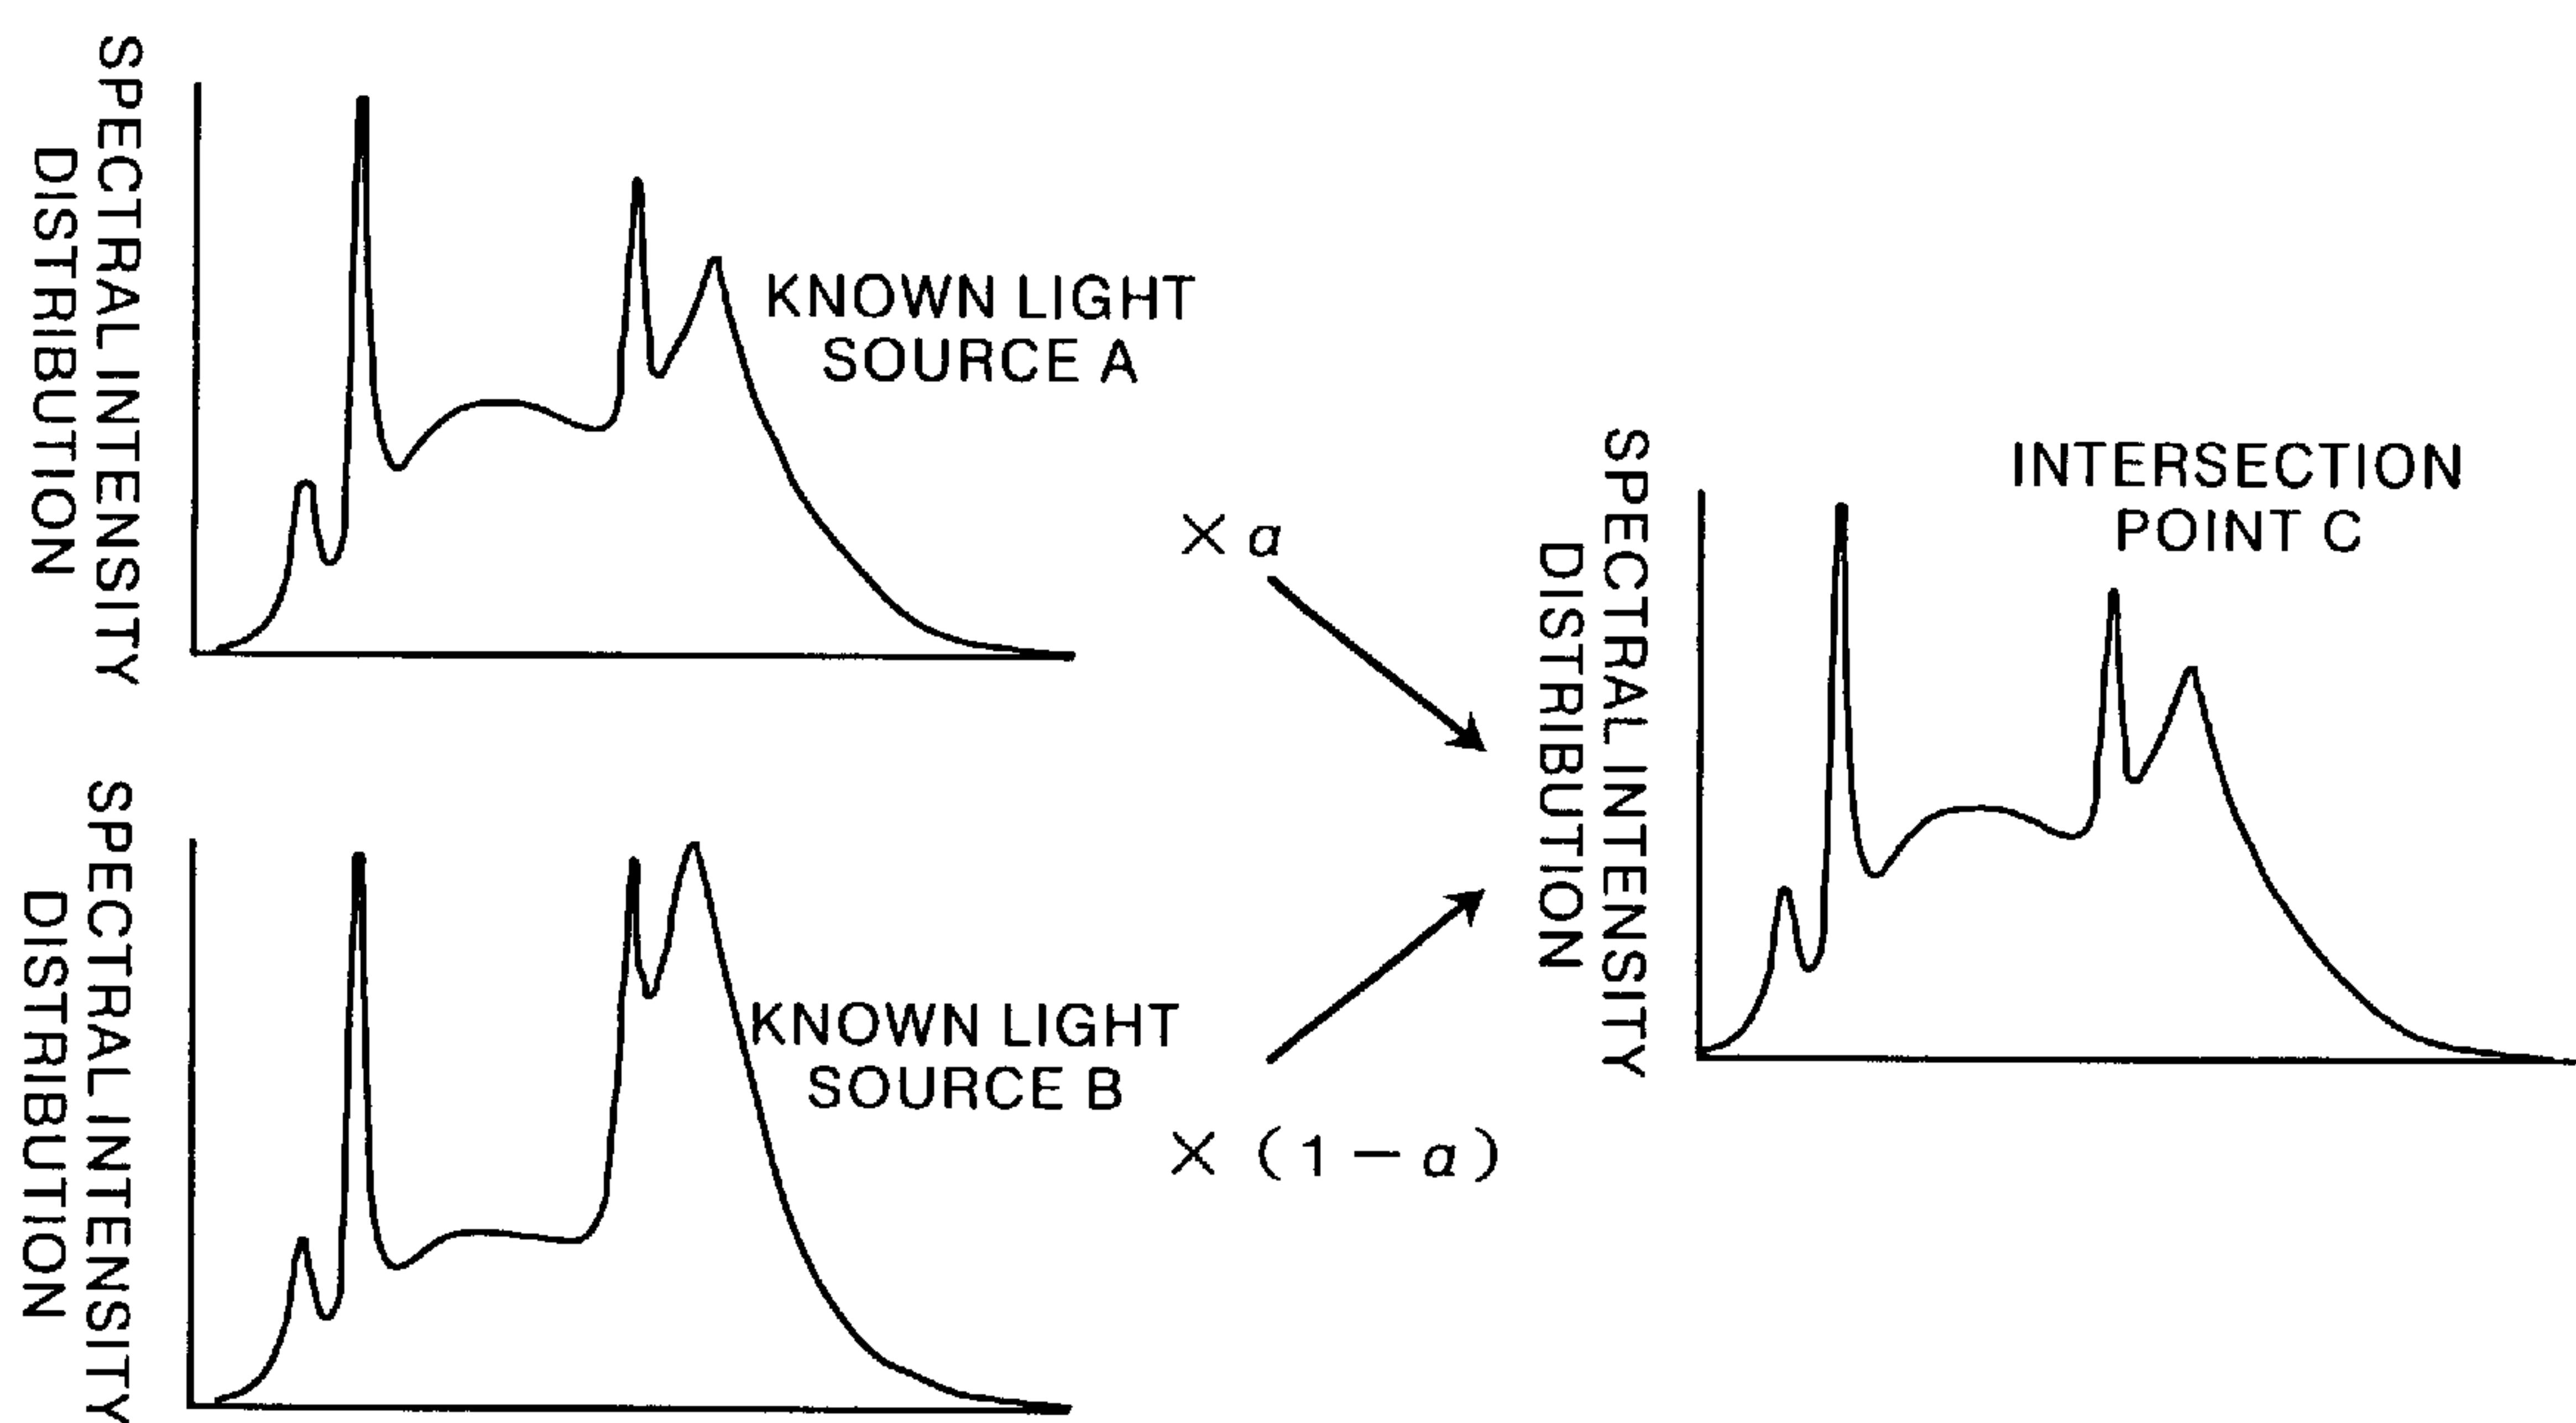 SPECTRAL INTENSITY
DISTRIBUTION
KNOWN LIGHT
SOURCE A
× α
SPECTRAL INTENSITY
DISTRIBUTION
KNOWN LIGHT
SOURCE B
× (1 − α)
SPECTRAL INTENSITY
DISTRIBUTION
INTERSECTION
POINT C